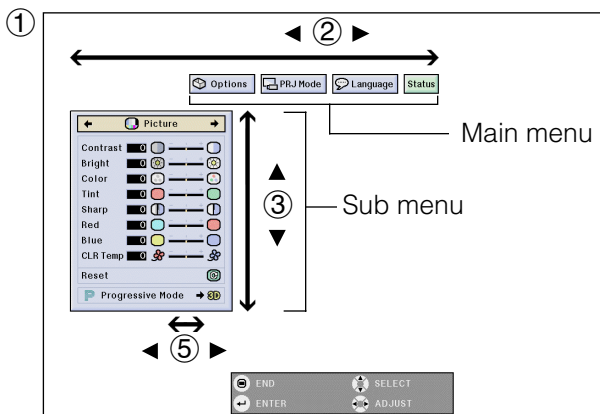 ①
◄ ② ►
Options PRJ Mode Language Status
Main menu
Picture
Contrast 0
Bright 0
Color 0
Tint 0
Sharp 0
Red 0
Blue 0
CLR Temp 0
Reset
P Progressive Mode → 3D
▲
③
▼
Sub menu
◄ ⑤ ►
END SELECT
ENTER ADJUST